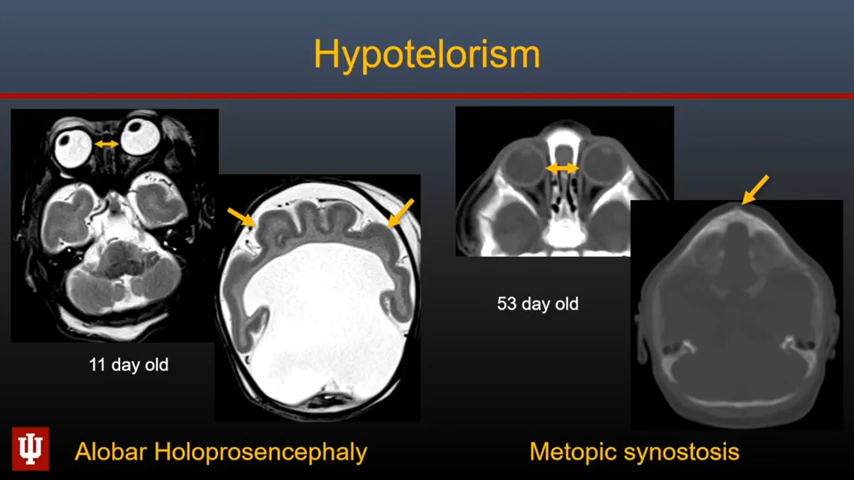 Hypotelorism
11 day old
53 day old
Alobar Holoprosencephaly
Metopic synostosis